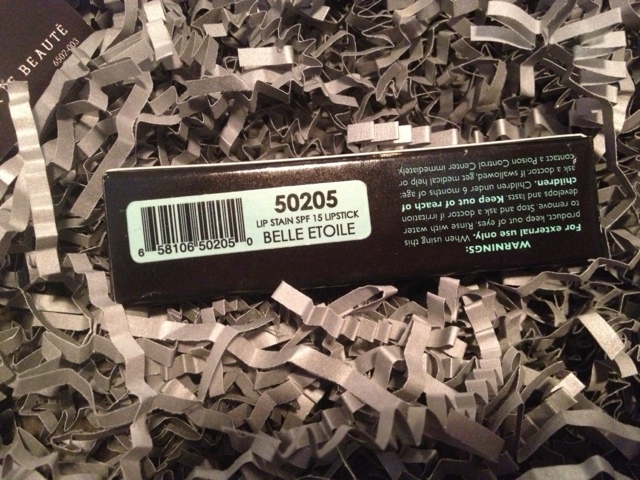 BEAUTÉ
6502-003
50205
LIP STAIN SPF 15 LIPSTICK
BELLE ETOILE
6 58106 50205 0
WARNINGS:
For external use only. When using this
product, keep out of eyes. Rinse with water
to remove. Stop and ask a doctor if irritation
develops and lasts. Keep out of reach of
children. Children under 6 months of age:
ask a doctor. If swallowed, get medical help or
contact a Poison Control Center immediately.